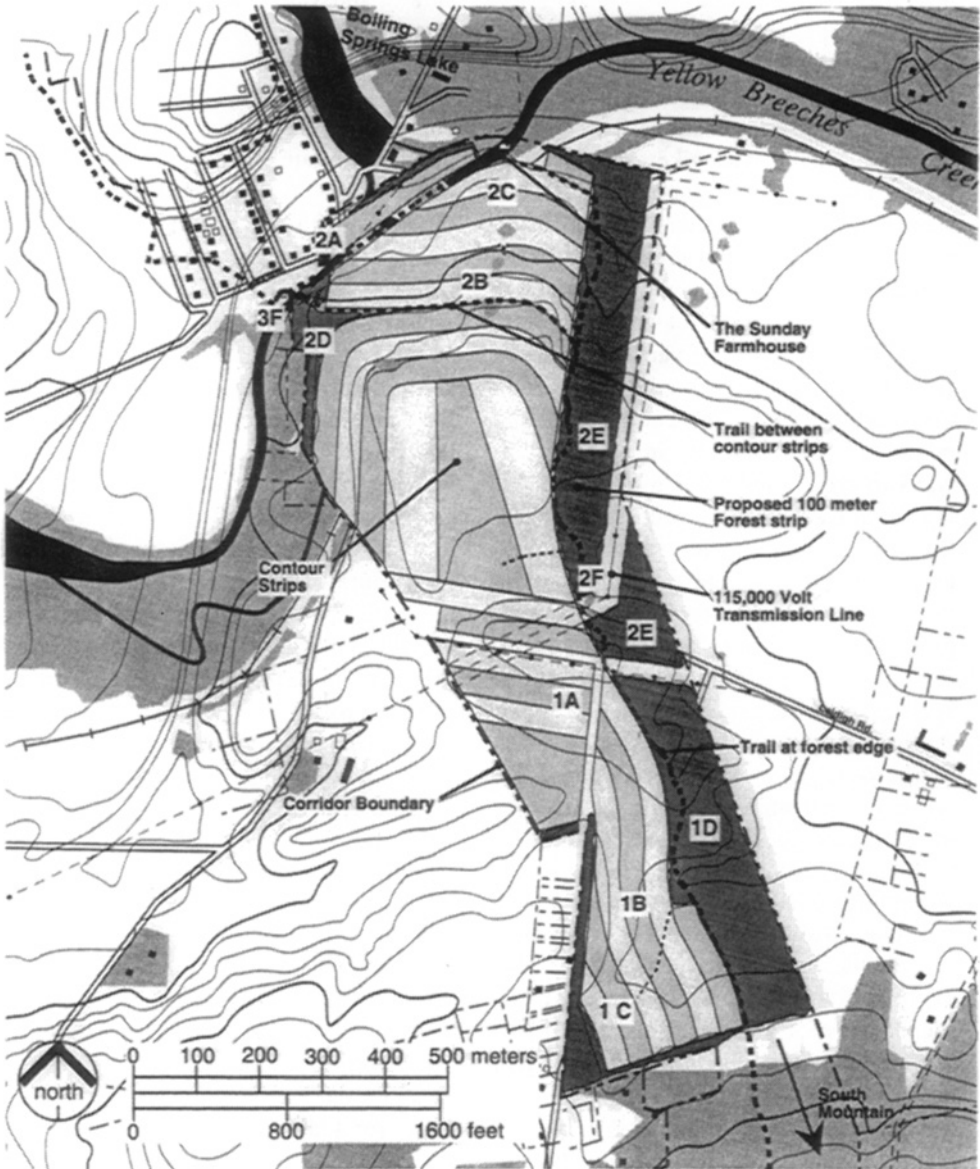 Boiling
Springs Lake
Yellow Breeches
Creek
2C
2A
2B
3F
2D
The Sunday
Farmhouse
Trail between
contour strips
2E
Proposed 100 meter
Forest strip
Contour
Strips
2F
115,000 Volt
Transmission Line
2E
1A
Trail at forest edge
Corridor Boundary
1D
1B
1C
0 100 200 300 400 500 meters
north
0 800 1600 feet
South
Mountain